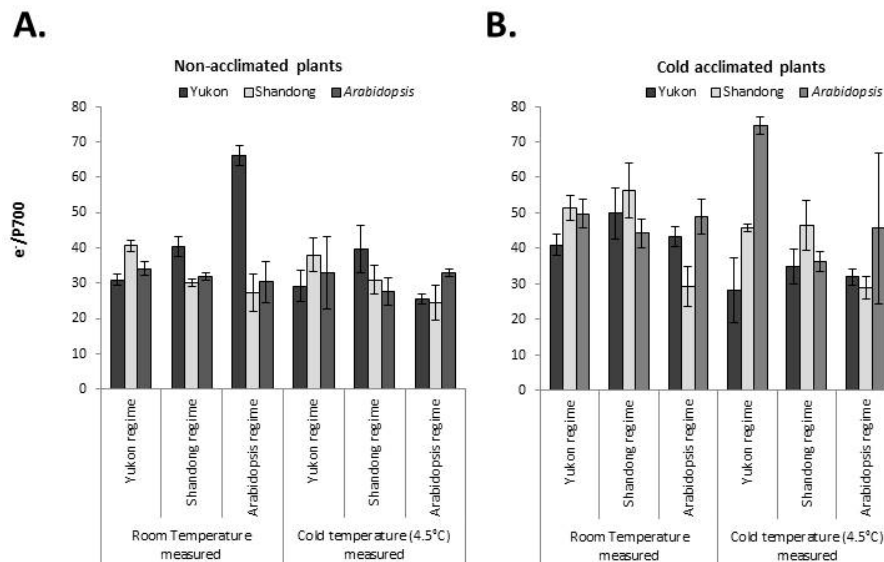 A.
Non-acclimated plants
Yukon Shandong Arabidopsis
e⁻/P700
80
70
60
50
40
30
20
10
0
Yukon regime
Shandong regime
Arabidopsis regime
Yukon regime
Shandong regime
Arabidopsis regime
Room Temperature
measured
Cold temperature (4.5°C)
measured
B.
Cold acclimated plants
Yukon Shandong Arabidopsis
80
70
60
50
40
30
20
10
0
Yukon regime
Shandong regime
Arabidopsis regime
Yukon regime
Shandong regime
Arabidopsis regime
Room Temperature
measured
Cold temperature (4.5°C)
measured